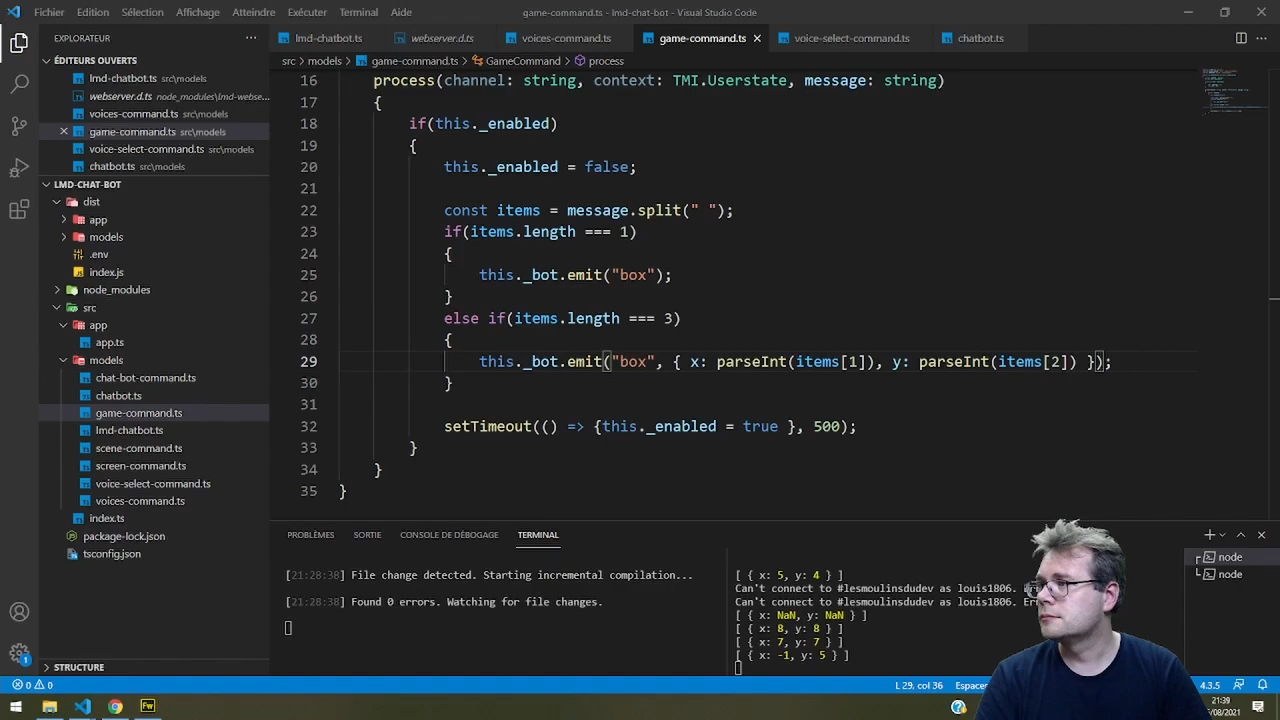 Fichier Edition Sélection Affichage Atteindre Exécuter Terminal Aide game-command.ts - lmd-chat-bot - Visual Studio Code
EXPLORATEUR
lmd-chatbot.ts webserver.d.ts voices-command.ts game-command.ts voice-select-command.ts chatbot.ts
ÉDITEURS OUVERTS
src > models > game-command.ts > GameCommand > process
lmd-chatbot.ts src\models
webserver.d.ts node_modules\lmd-webse...
voices-command.ts src\models
game-command.ts src\models
voice-select-command.ts src\models
chatbot.ts src\models
LMD-CHAT-BOT
dist
app
models
.env
index.js
node_modules
src
app
app.ts
models
chat-bot-command.ts
chatbot.ts
game-command.ts
lmd-chatbot.ts
scene-command.ts
screen-command.ts
voice-select-command.ts
voices-command.ts
index.ts
package-lock.json
tsconfig.json
STRUCTURE
16 process(channel: string, context: TMI.Userstate, message: string)
17 {
18 if(this._enabled)
19 {
20 this._enabled = false;
21
22 const items = message.split(" ");
23 if(items.length === 1)
24 {
25 this._bot.emit("box");
26 }
27 else if(items.length === 3)
28 {
29 this._bot.emit("box", { x: parseInt(items[1]), y: parseInt(items[2]) });
30 }
31
32 setTimeout(() => {this._enabled = true }, 500);
33 }
34 }
35 }
PROBLÈMES SORTIE CONSOLE DE DÉBOGAGE TERMINAL
[21:28:38] File change detected. Starting incremental compilation...
[21:28:38] Found 0 errors. Watching for file changes.
[ { x: 5, y: 4 } ]
Can't connect to #lesmoulinsdudev as louis1806.
Can't connect to #lesmoulinsdudev as louis1806.
[ { x: NaN, y: NaN } ]
[ { x: 8, y: 8 } ]
[ { x: 7, y: 7 } ]
[ { x: -1, y: 5 } ]
node
node
0 0 L 29, col 36 4.3.5
21:39